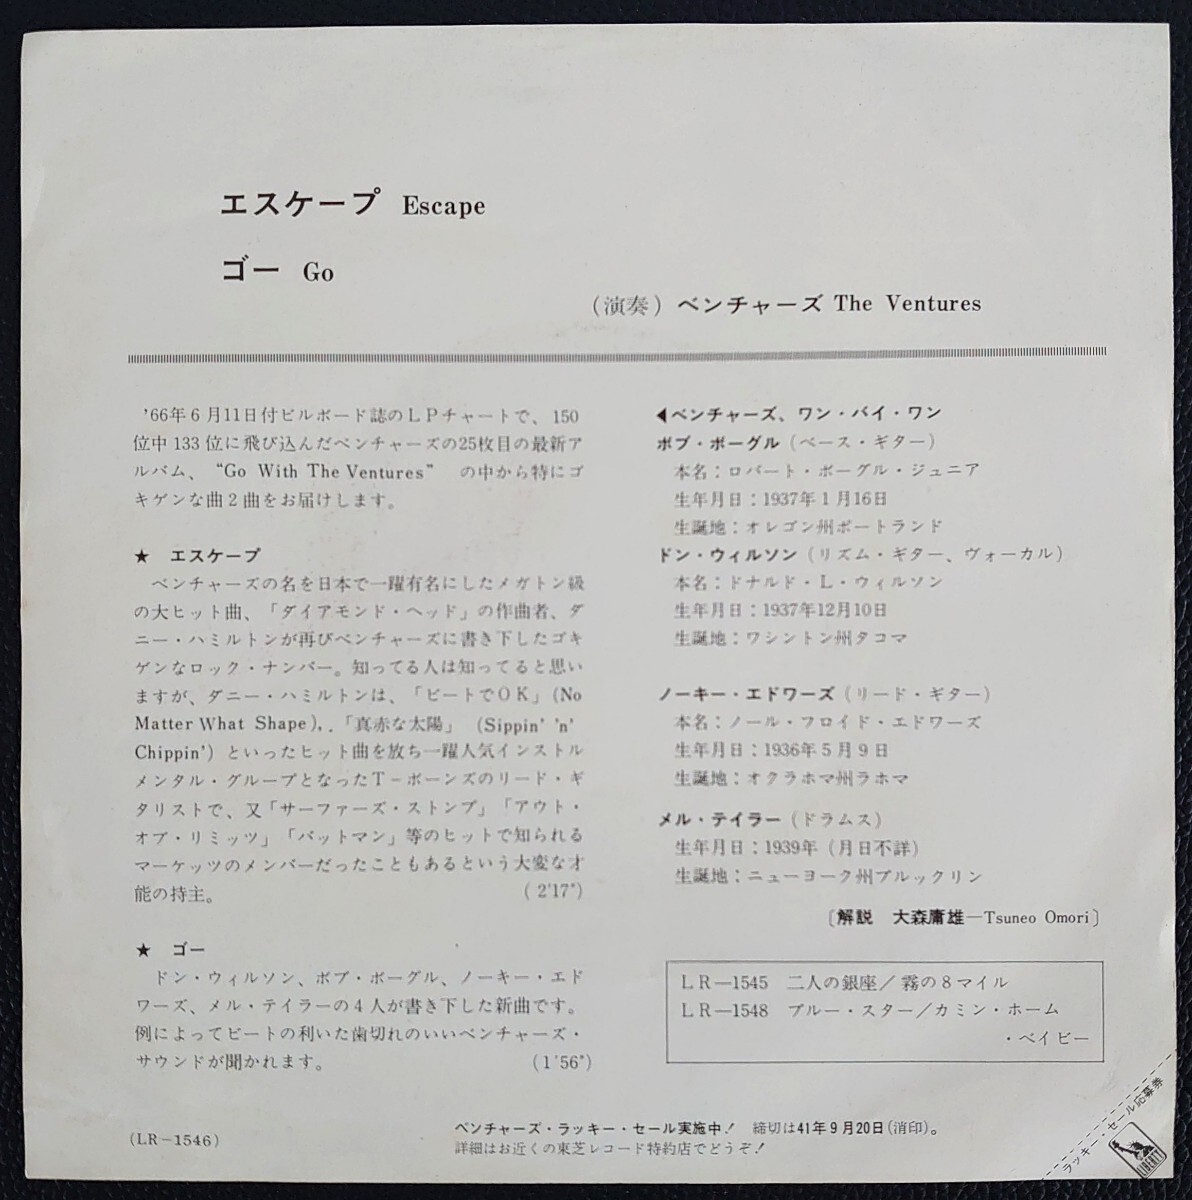 エスケープ Escape
ゴー Go
(演奏) ベンチャーズ The Ventures
'66年6月11日付ビルボード誌のLPチャートで、150
位中133位に飛び込んだベンチャーズの25枚目の最新ア
ルバム、“Go With The Ventures” の中から特にゴ
キゲンな曲2曲をお届けします。
★ エスケープ
ベンチャーズの名を日本で一躍有名にしたメガトン級
の大ヒット曲、「ダイアモンド・ヘッド」の作曲者、ダ
ニー・ハミルトンが再びベンチャーズに書き下したゴキ
ゲンなロック・ナンバー。知ってる人は知ってると思い
ますが、ダニー・ハミルトンは、「ビートでOK」(No
Matter What Shape),.「真赤な太陽」 (Sippin' 'n'
Chippin') といったヒット曲を放ち一躍人気インストル
メンタル・グループとなったT-ボーンズのリード・ギ
タリストで、又「サーファーズ・ストンプ」「アウト・
オブ・リミッツ」「バットマン」等のヒットで知られる
マーケッツのメンバーだったこともあるという大変な才
能の持主。 (2'17")
★ ゴー
ドン・ウィルソン、ボブ・ボーグル、ノーキー・エド
ワーズ、メル・テイラーの4人が書き下した新曲です。
例によってビートの利いた歯切れのいいベンチャーズ・
サウンドが聞かれます。 (1'56")
(LR-1546)
◀ベンチャーズ、ワン・バイ・ワン
ボブ・ボーグル (ベース・ギター)
本名：ロバート・ボーグル・ジュニア
生年月日：1937年1月16日
生誕地：オレゴン州ポートランド
ドン・ウィルソン (リズム・ギター、ヴォーカル)
本名：ドナルド・L・ウィルソン
生年月日：1937年12月10日
生誕地：ワシントン州タコマ
ノーキー・エドワーズ (リード・ギター)
本名：ノール・フロイド・エドワーズ
生年月日：1936年5月9日
生誕地：オクラホマ州ラホマ
メル・テイラー (ドラムス)
生年月日：1939年 (月日不詳)
生誕地：ニューヨーク州ブルックリン
〔解説 大森庸雄—Tsuneo Omori〕
LR—1545 二人の銀座／霧の8マイル
LR—1548 ブルー・スター／カミン・ホーム
・ベイビー
ベンチャーズ・ラッキー・セール実施中！ 締切は41年9月20日(消印)。
詳細はお近くの東芝レコード特約店でどうぞ！
ラッキー・セール応募券
LIBERTY